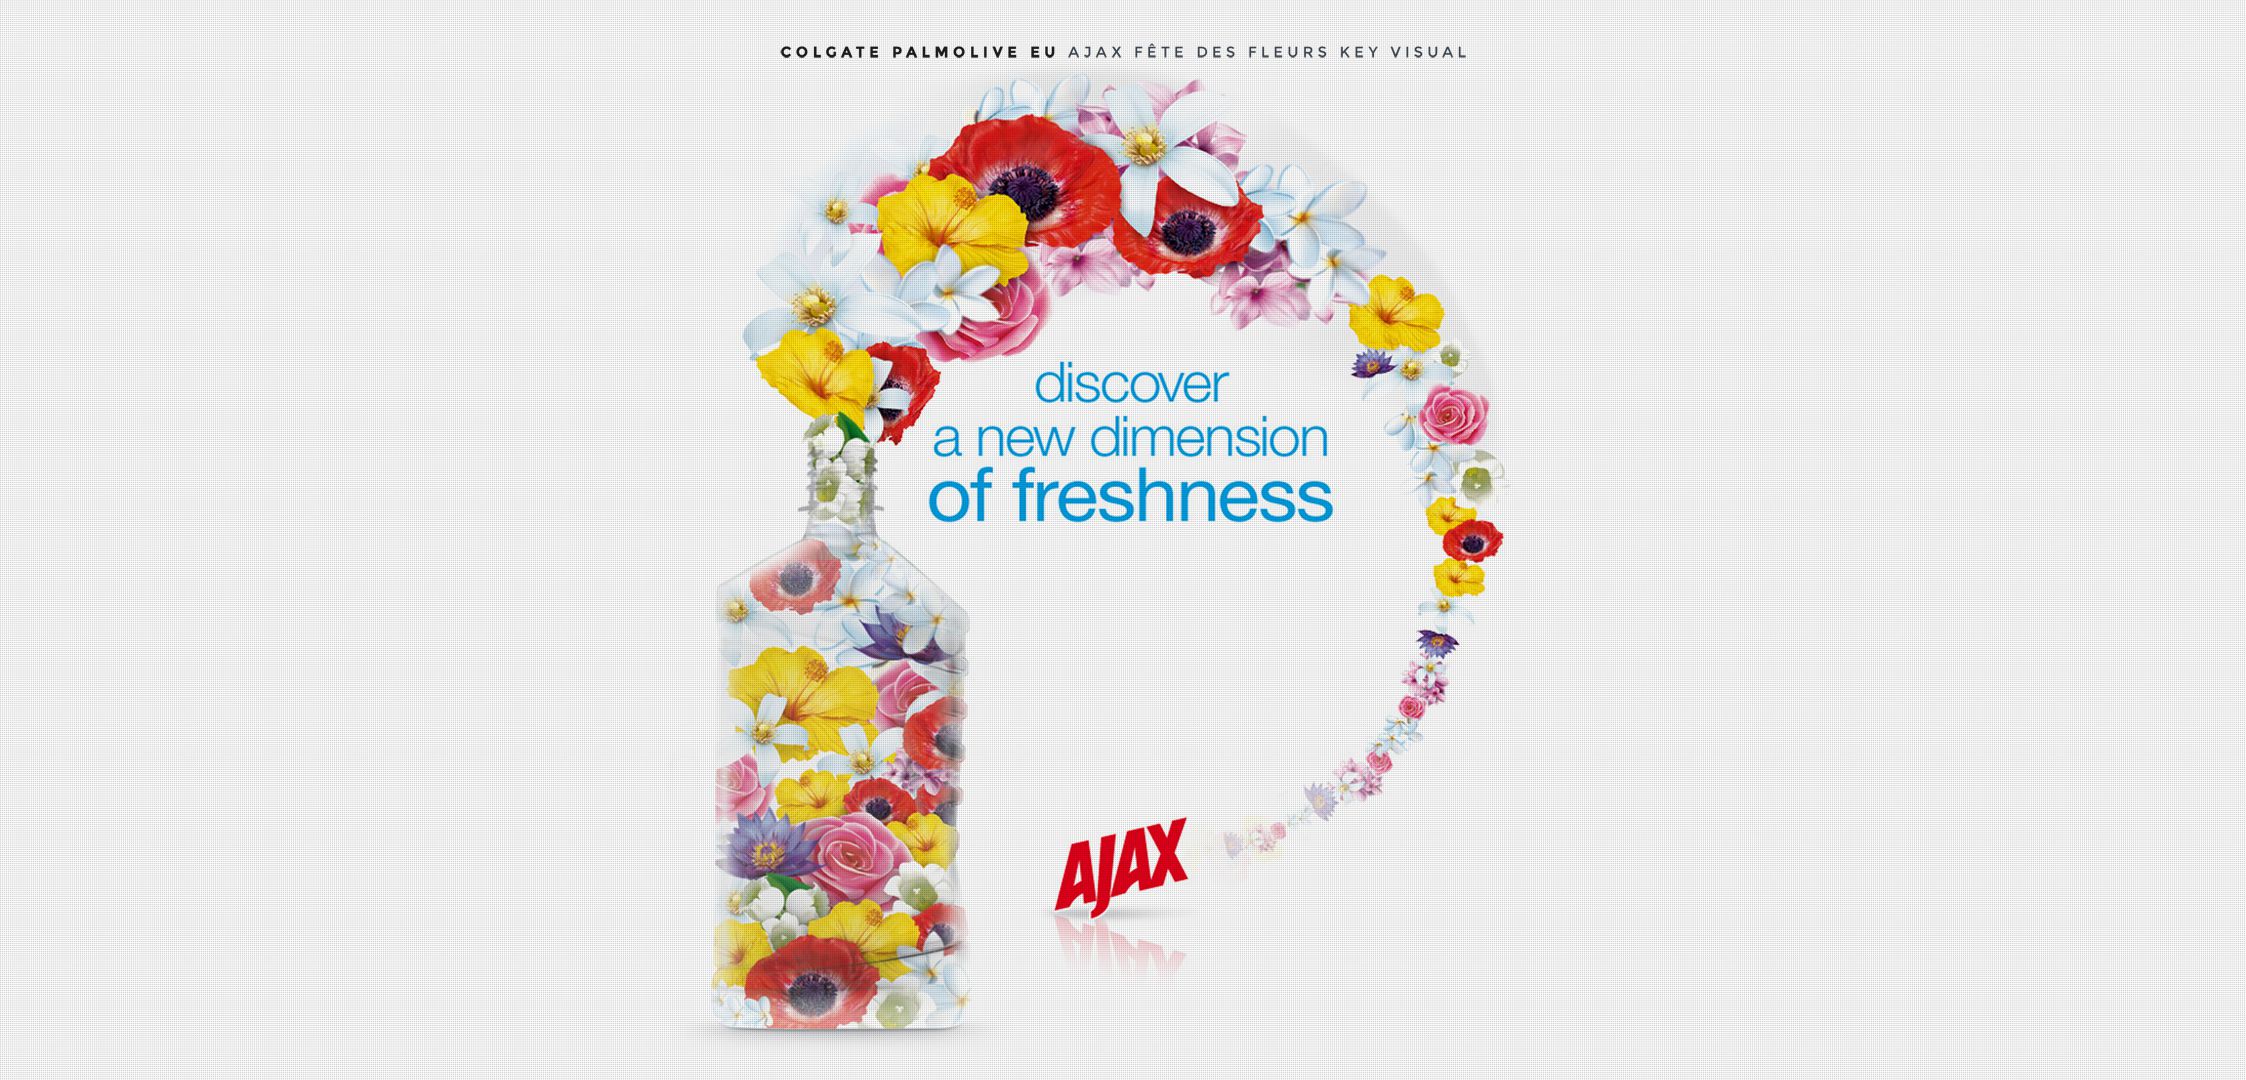 COLGATE PALMOLIVE EU AJAX FÊTE DES FLEURS KEY VISUAL
discover
a new dimension
of freshness
AJAX